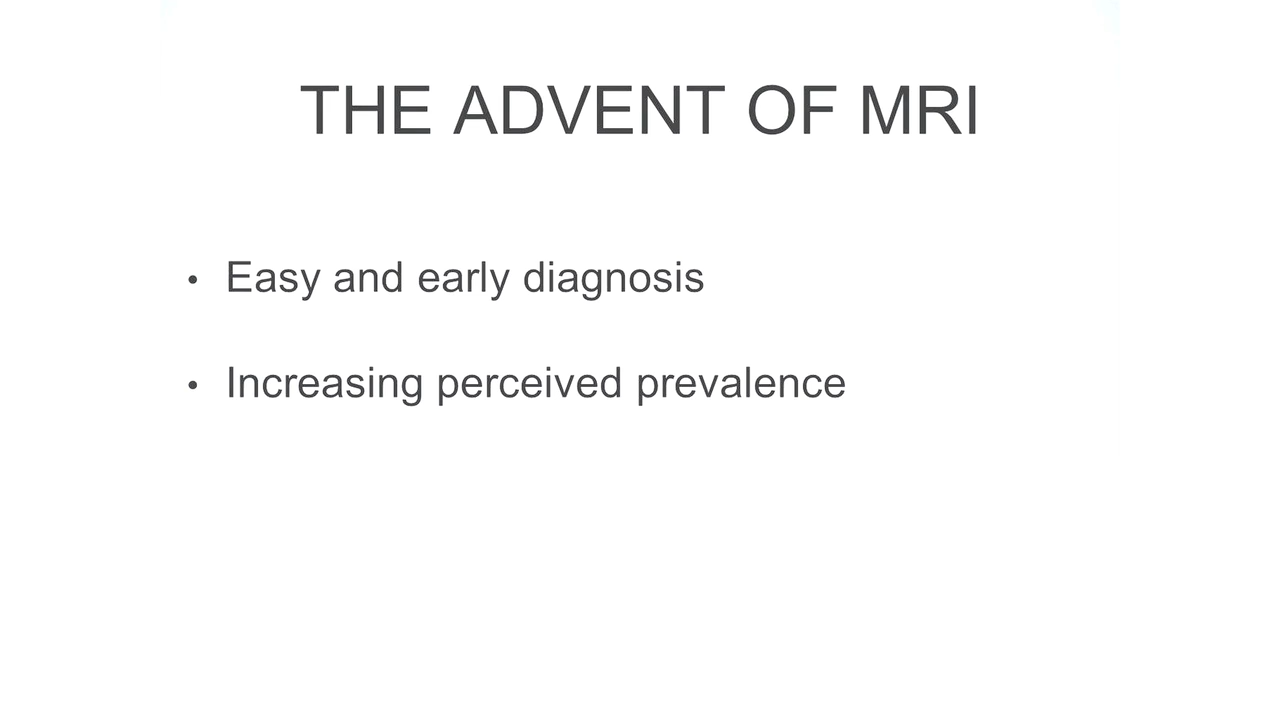 THE ADVENT OF MRI
• Easy and early diagnosis
• Increasing perceived prevalence